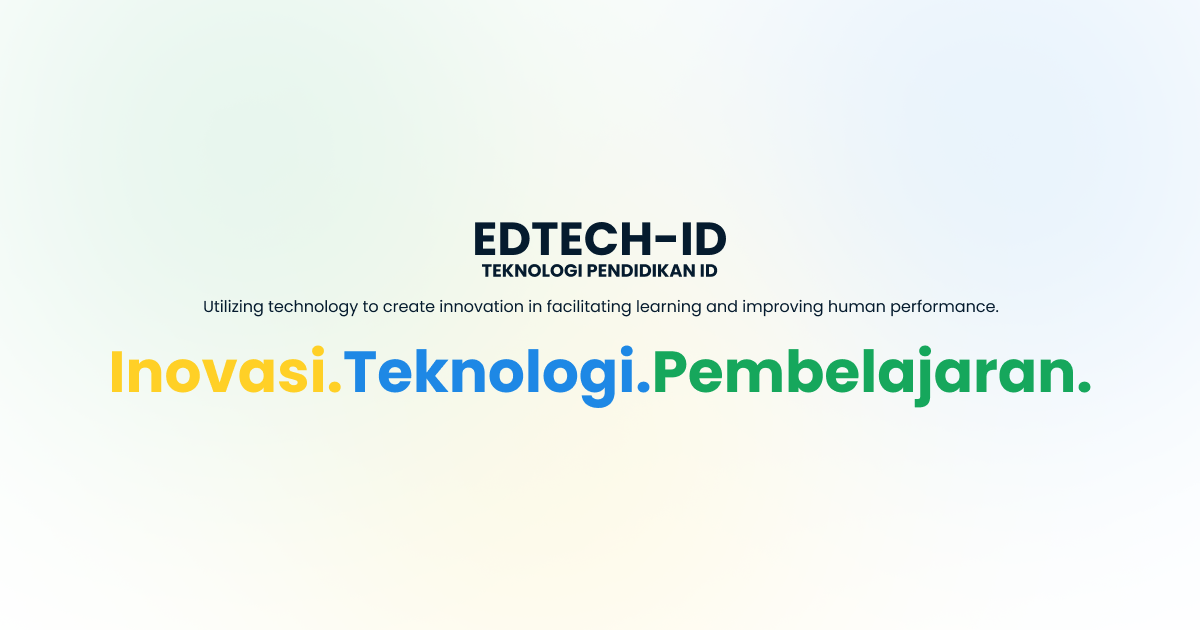 EDTECH-ID
TEKNOLOGI PENDIDIKAN ID
Utilizing technology to create innovation in facilitating learning and improving human performance.
Inovasi.Teknologi.Pembelajaran.